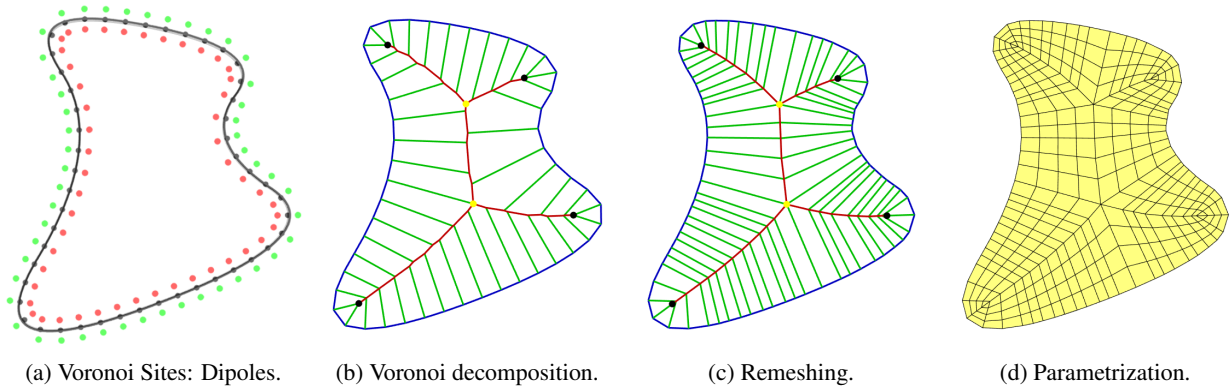 (a) Voronoi Sites: Dipoles.
(b) Voronoi decomposition.
(c) Remeshing.
(d) Parametrization.